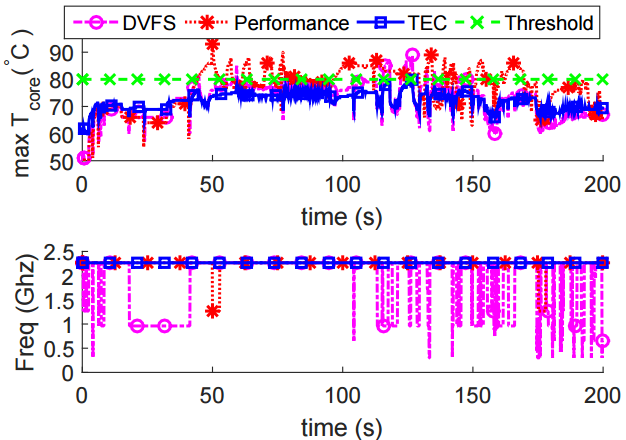 DVFS Performance TEC Threshold
max T core (°C)
90
80
70
60
50
0 50 100 150 200
time (s)
Freq (Ghz)
2.5
2
1.5
1
0.5
0
0 50 100 150 200
time (s)